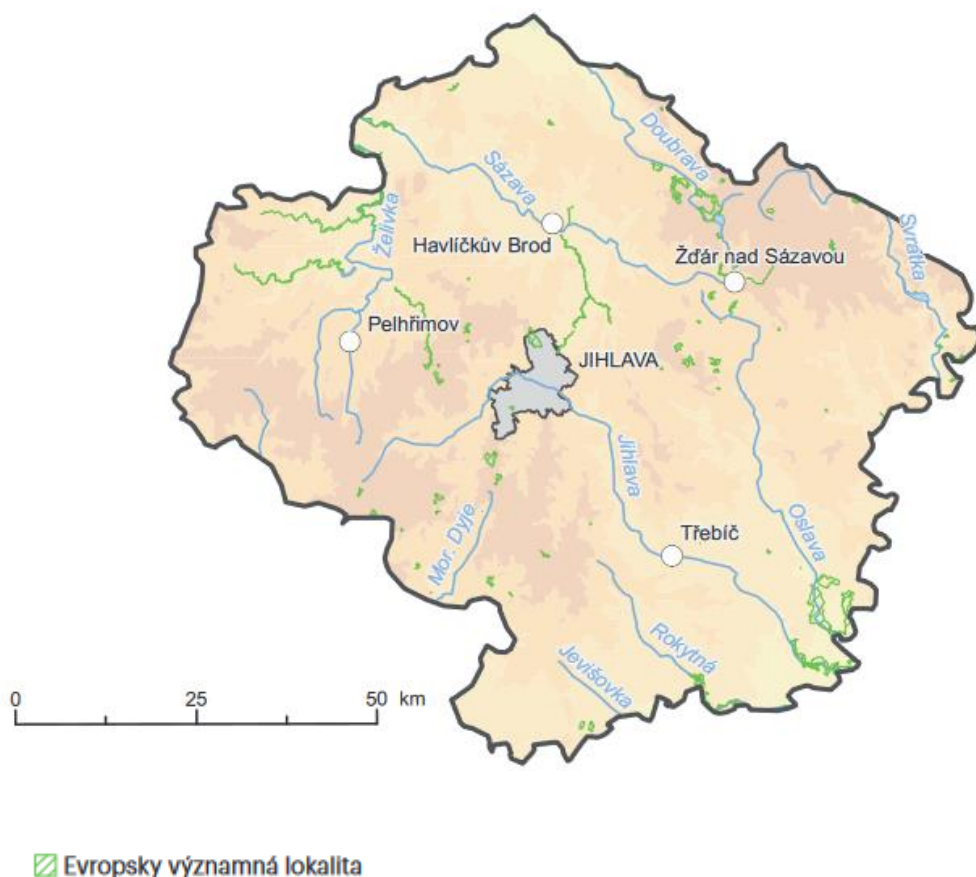 Doubrava
Sázava
Želivka
Havlíčkův Brod
Svratka
Žďár nad Sázavou
Pelhřimov
JIHLAVA
Jihlava
Mor. Dyje
Oslava
Třebíč
Rokytná
Jevišovka
0 25 50 km
Evropsky významná lokalita